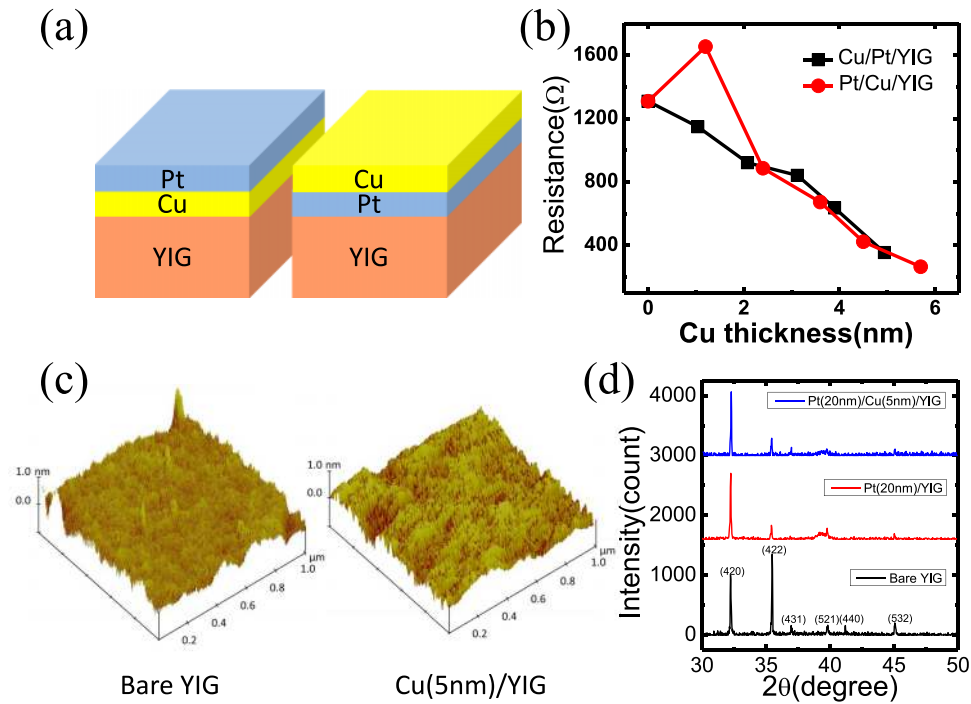 (a)
Pt
Cu
YIG
Cu
Pt
YIG
(b)
Resistance(Ω)
1600
1200
800
400
0
2
4
6
Cu thickness(nm)
Cu/Pt/YIG
Pt/Cu/YIG
(c)
1.0 nm
0.0
0.2
0.4
0.6
0.8
1.0
µm
Bare YIG
1.0 nm
0.0
0.2
0.4
0.6
0.8
1.0
µm
Cu(5nm)/YIG
(d)
Intensity(count)
4000
3000
2000
1000
0
Pt(20nm)/Cu(5nm)/YIG
Pt(20nm)/YIG
Bare YIG
(420)
(422)
(431)
(521)
(440)
(532)
30
35
40
45
50
2θ(degree)